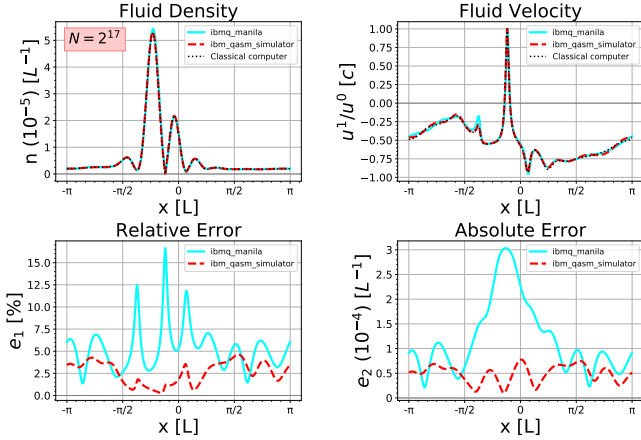 Fluid Density
N = 2^17
ibmq_manila
ibm_qasm_simulator
Classical computer
n (10^-5) [L^-1]
5
4
3
2
1
0
-π
-π/2
0
π/2
π
x [L]
Fluid Velocity
ibmq_manila
ibm_qasm_simulator
Classical computer
u^1/u^0 [c]
1.00
0.75
0.50
0.25
0.00
−0.25
−0.50
−0.75
−1.00
-π
-π/2
0
π/2
π
x [L]
Relative Error
ibmq_manila
ibm_qasm_simulator
e_1 [%]
15.0
12.5
10.0
7.5
5.0
2.5
0.0
-π
-π/2
0
π/2
π
x [L]
Absolute Error
ibmq_manila
ibm_qasm_simulator
e_2 (10^-4) [L^-1]
3
2
1
0.5
0
-π
-π/2
0
π/2
π
x [L]